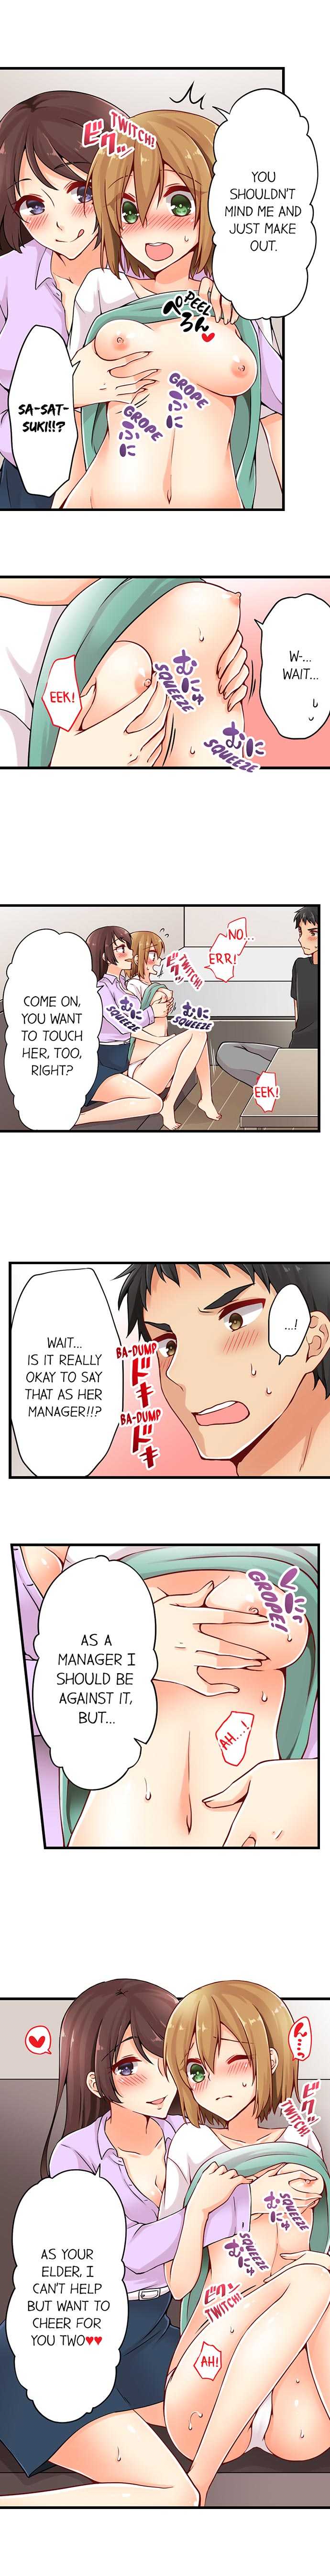 YOU
SHOULDN'T
MIND ME AND
JUST MAKE
OUT.
TWITCH!
ビクッ
PEEL
ぺろん♥
SA-SAT-
SUKI!!?
GROPE
ふに
GROPE
ふに
W-...
WAIT...
EEK!
むにゅ
SQUEEZE
むに
SQUEEZE
NO...
ERR!
TWITCH!
ビクッ
COME ON,
YOU WANT
TO TOUCH
HER, TOO,
RIGHT?
むに
SQUEEZE
むに
SQUEEZE
EEK!
...!
WAIT...
IS IT REALLY
OKAY TO SAY
THAT AS HER
MANAGER!!?
BA-DUMP
ドキ
BA-DUMP
ドキ
GROPE!
AS A
MANAGER I
SHOULD BE
AGAINST IT,
BUT...
AH...!
♥
ん...っ
ビクッ
TWITCH!
SQUEEZE
むにゅ
SQUEEZE
むにゅ
AS YOUR
ELDER, I
CAN'T HELP
BUT WANT TO
CHEER FOR
YOU TWO♥♥
ビクン
TWITCH!
AH!